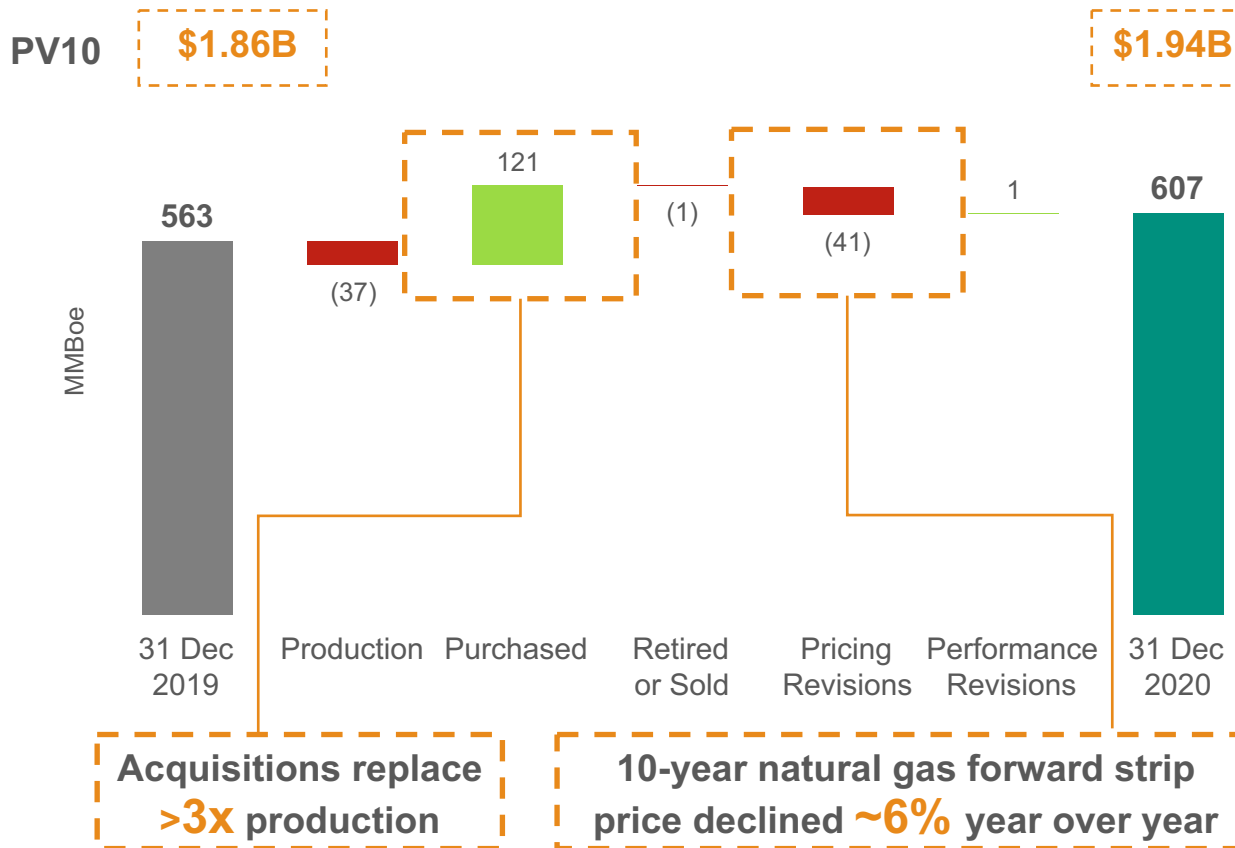 PV10
$1.86B
$1.94B
121
563
(1)
1
607
(37)
(41)
MMBoe
31 Dec
2019
Production
Purchased
Retired
or Sold
Pricing
Revisions
Performance
Revisions
31 Dec
2020
Acquisitions replace
>3x production
10-year natural gas forward strip
price declined ~6% year over year